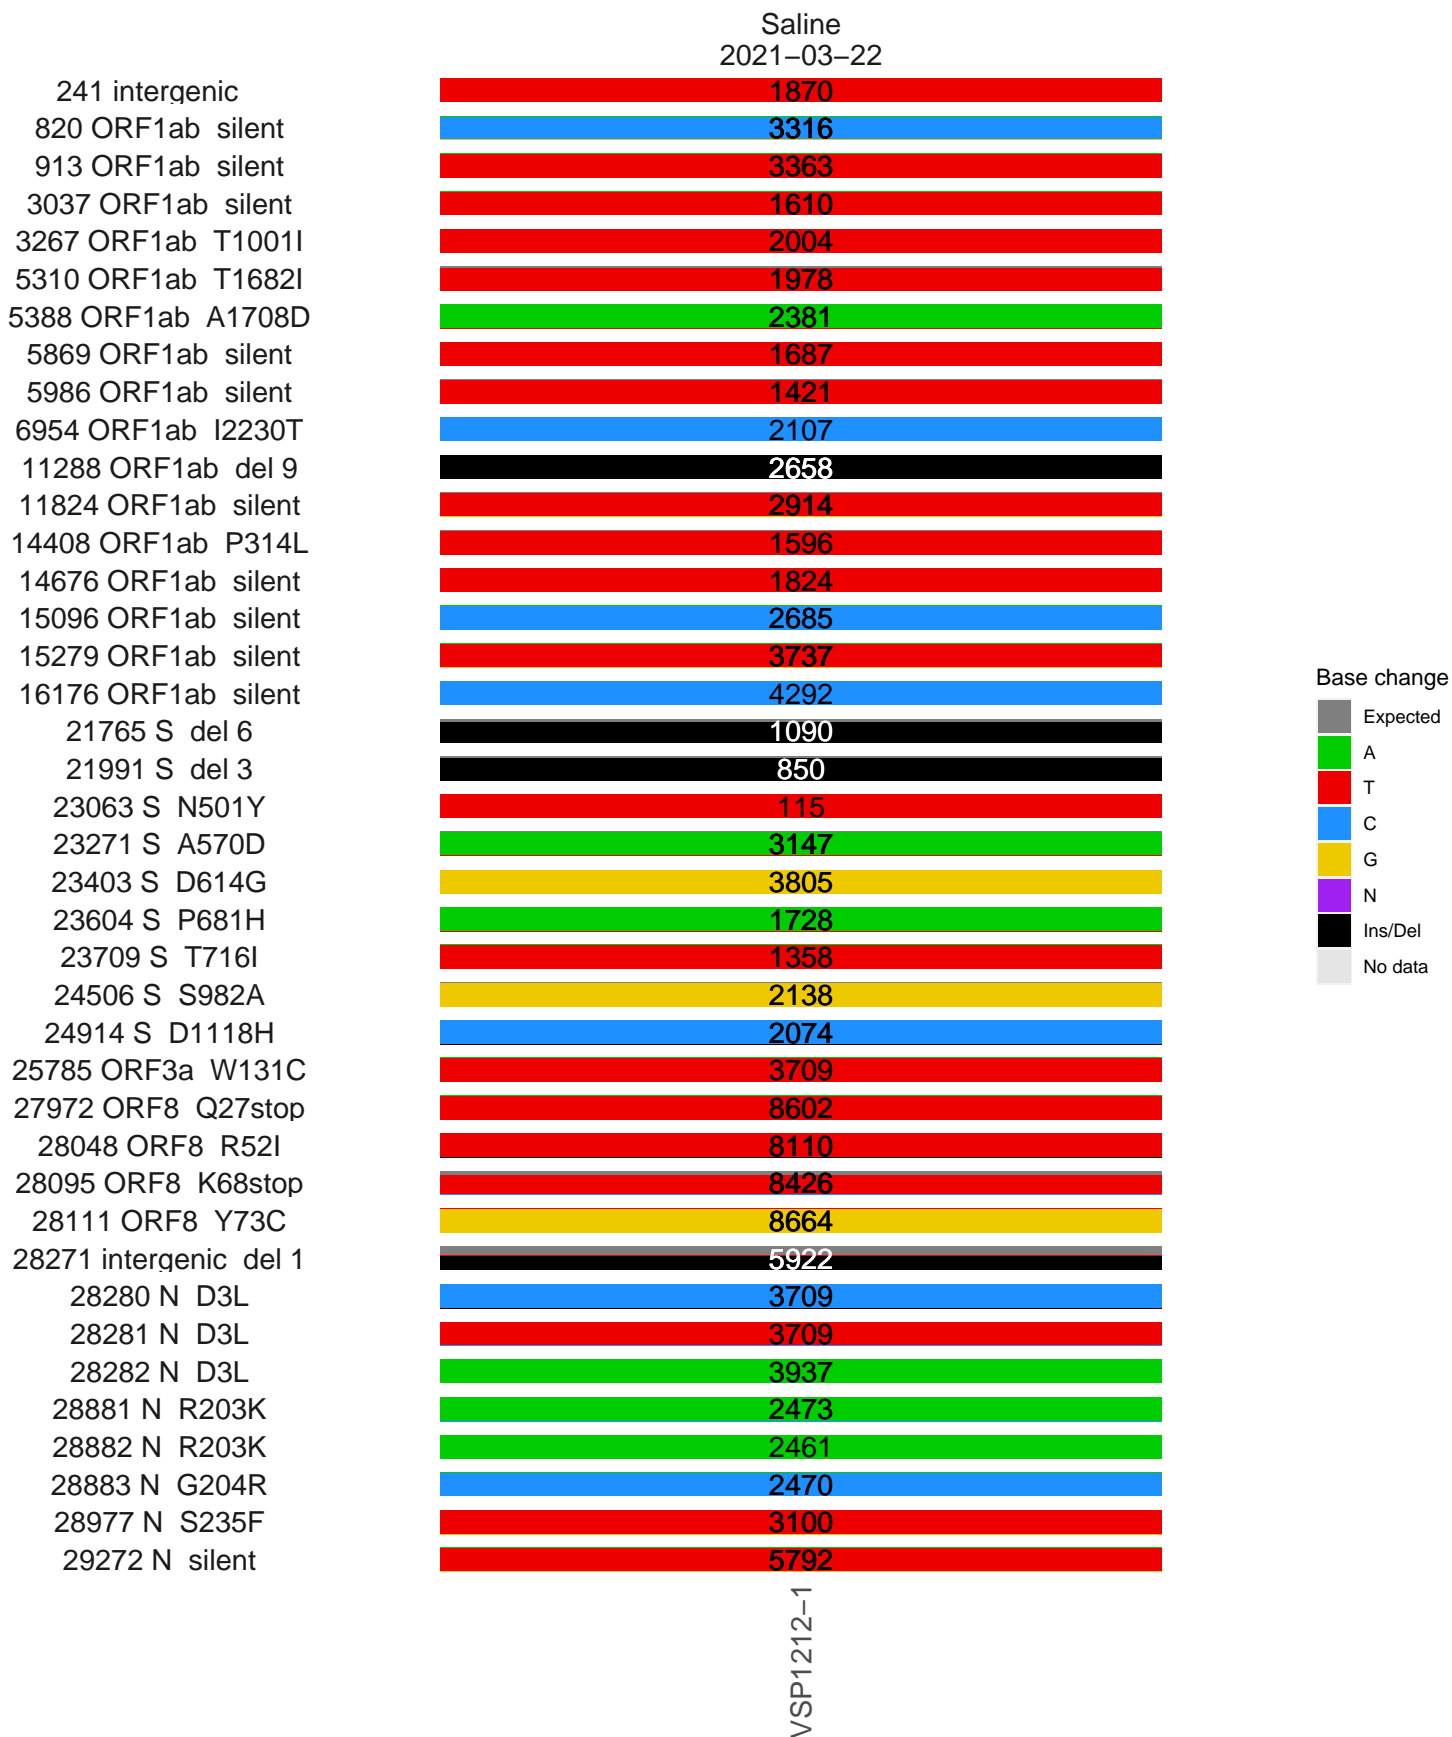 Saline
2021−03−22
241 intergenic 1870
820 ORF1ab silent 3316
913 ORF1ab silent 3363
3037 ORF1ab silent 1610
3267 ORF1ab T1001I 2004
5310 ORF1ab T1682I 1978
5388 ORF1ab A1708D 2381
5869 ORF1ab silent 1687
5986 ORF1ab silent 1421
6954 ORF1ab I2230T 2107
11288 ORF1ab del 9 2658
11824 ORF1ab silent 2914
14408 ORF1ab P314L 1596
14676 ORF1ab silent 1824
15096 ORF1ab silent 2685
15279 ORF1ab silent 3737
16176 ORF1ab silent 4292
21765 S del 6 1090
21991 S del 3 850
23063 S N501Y 115
23271 S A570D 3147
23403 S D614G 3805
23604 S P681H 1728
23709 S T716I 1358
24506 S S982A 2138
24914 S D1118H 2074
25785 ORF3a W131C 3709
27972 ORF8 Q27stop 8602
28048 ORF8 R52I 8110
28095 ORF8 K68stop 8426
28111 ORF8 Y73C 8664
28271 intergenic del 1 5922
28280 N D3L 3709
28281 N D3L 3709
28282 N D3L 3937
28881 N R203K 2473
28882 N R203K 2461
28883 N G204R 2470
28977 N S235F 3100
29272 N silent 5792
VSP1212−1
Base change
Expected
A
T
C
G
N
Ins/Del
No data